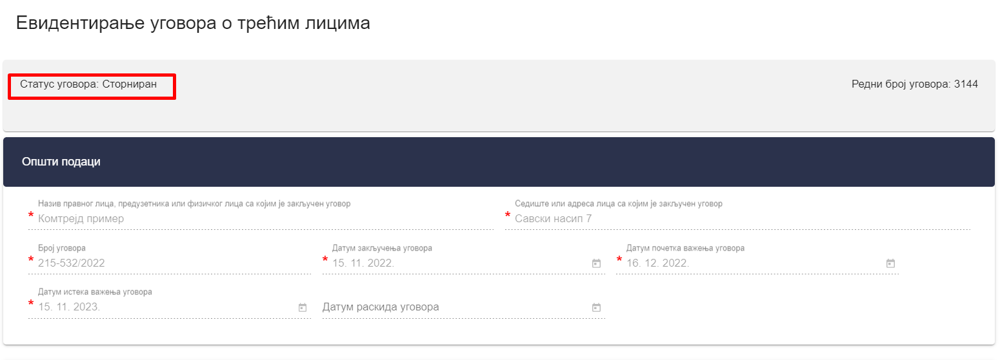 Евидентирање уговора о трећим лицима
Статус уговора: Сторниран
Редни број уговора: 3144
Општи подаци
Назив правног лица, предузетника или физичког лица са којим је закључен уговор
* Комтрејд пример
Седиште или адреса лица са којим је закључен уговор
* Савски насип 7
Број уговора
* 215-532/2022
Датум закључења уговора
* 15. 11. 2022.
Датум почетка важења уговора
* 16. 12. 2022.
Датум истека важења уговора
* 15. 11. 2023.
Датум раскида уговора